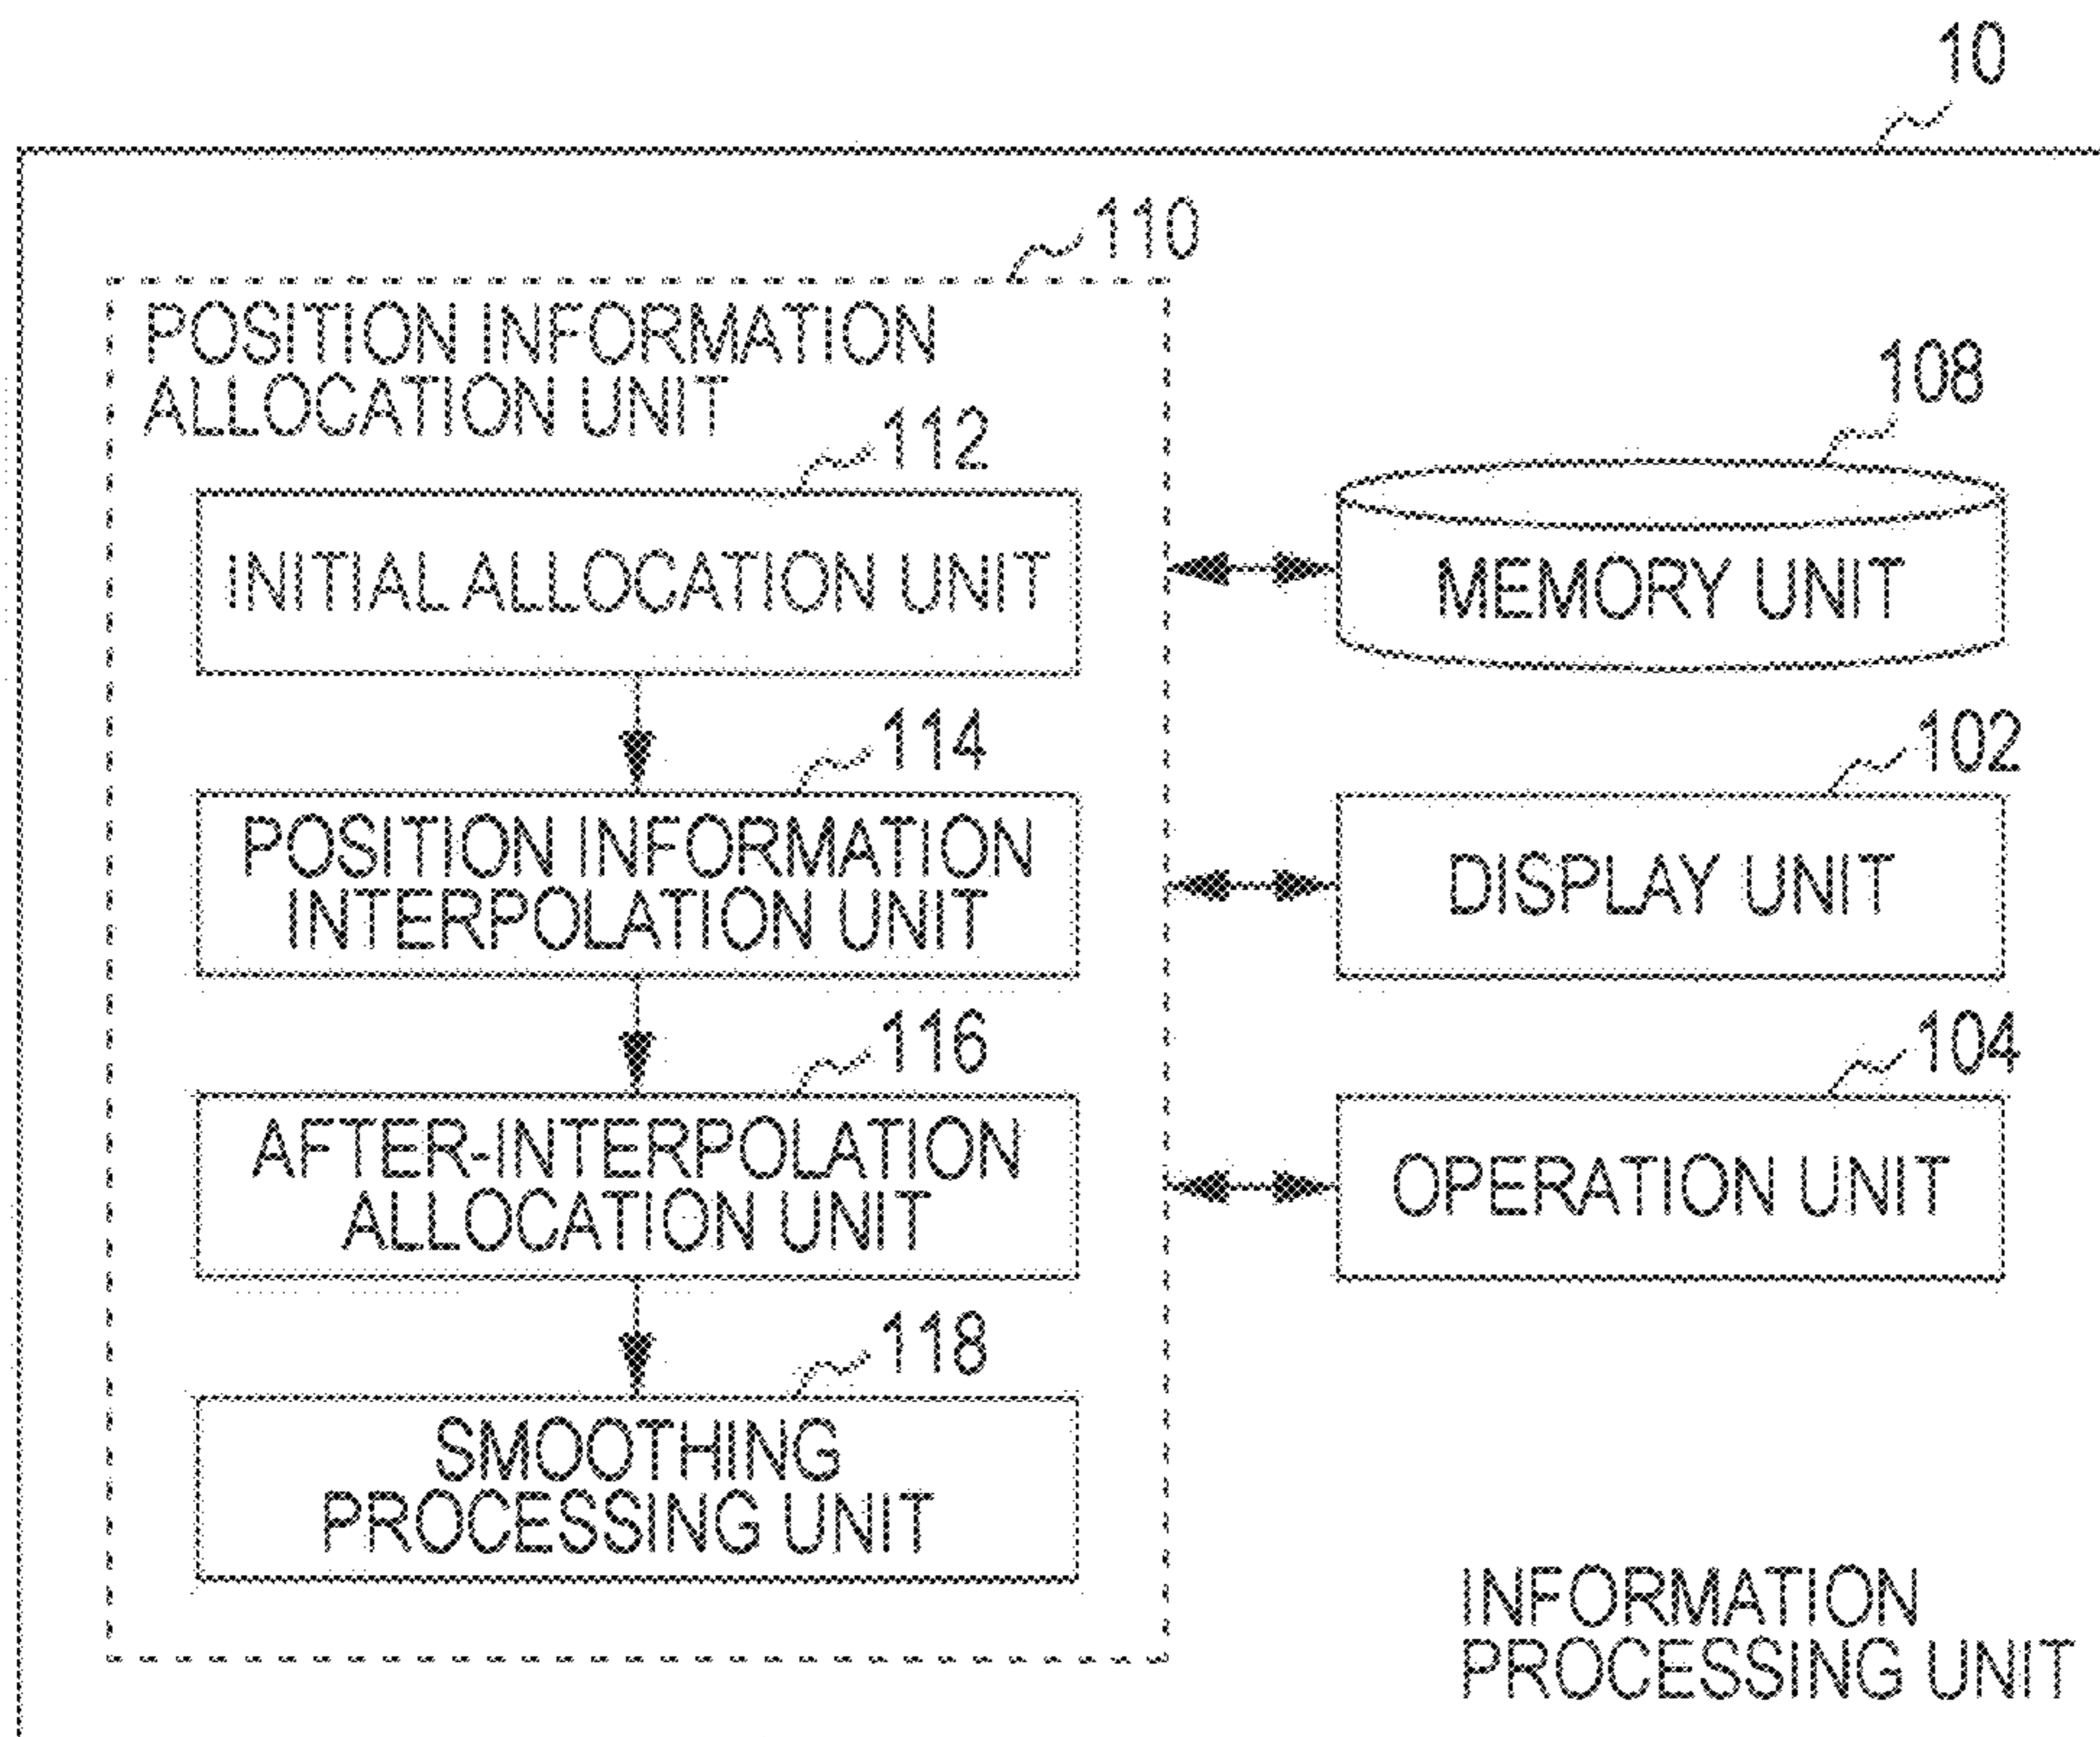 10
110
POSITION INFORMATION
ALLOCATION UNIT
112
INITIAL ALLOCATION UNIT
114
POSITION INFORMATION
INTERPOLATION UNIT
116
AFTER-INTERPOLATION
ALLOCATION UNIT
118
SMOOTHING
PROCESSING UNIT
108
MEMORY UNIT
102
DISPLAY UNIT
104
OPERATION UNIT
INFORMATION
PROCESSING UNIT